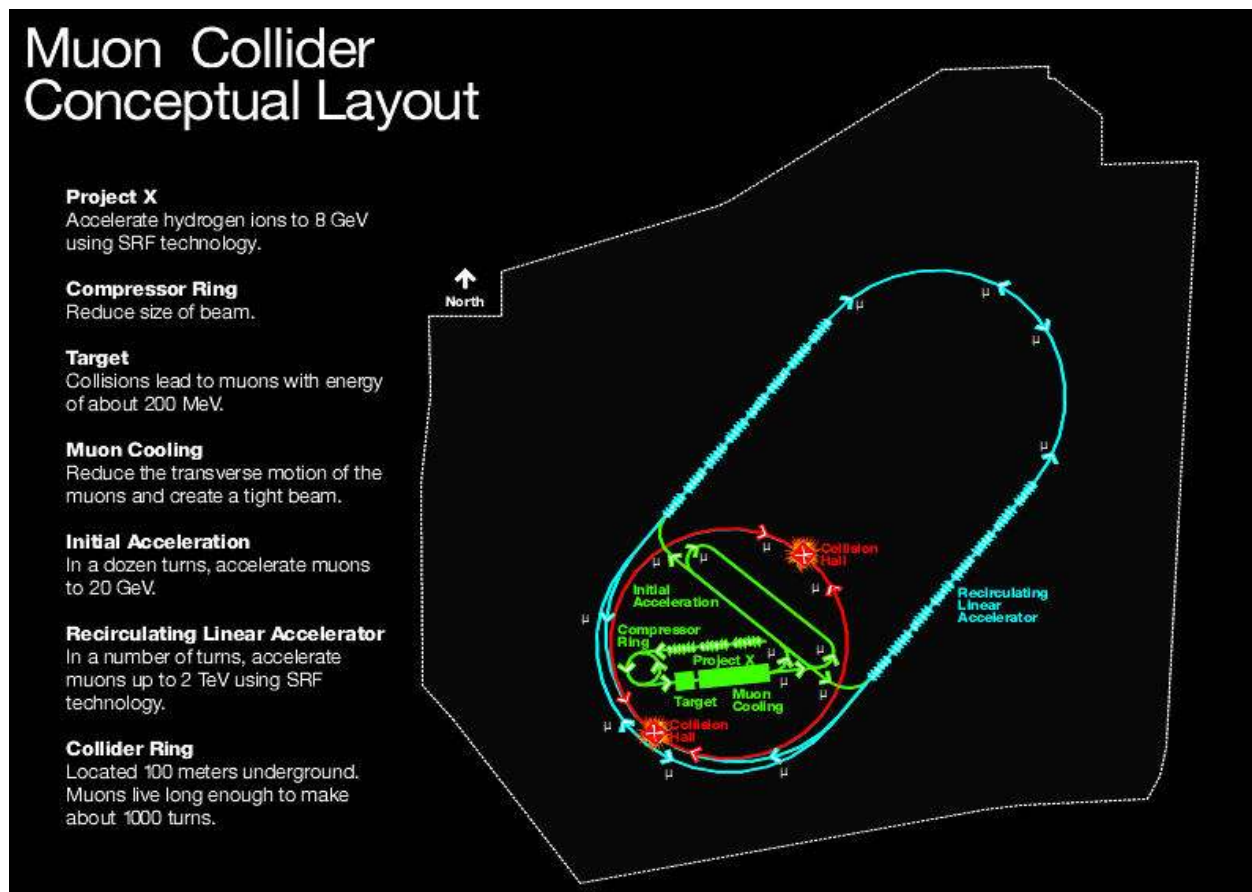 Muon Collider
Conceptual Layout
Project X
Accelerate hydrogen ions to 8 GeV
using SRF technology.
Compressor Ring
Reduce size of beam.
Target
Collisions lead to muons with energy
of about 200 MeV.
Muon Cooling
Reduce the transverse motion of the
muons and create a tight beam.
Initial Acceleration
In a dozen turns, accelerate muons
to 20 GeV.
Recirculating Linear Accelerator
In a number of turns, accelerate
muons up to 2 TeV using SRF
technology.
Collider Ring
Located 100 meters underground.
Muons live long enough to make
about 1000 turns.
North
μ
μ
μ
μ
μ
Collision
Hall
μ
μ
μ
Initial
Acceleration
Recirculating
Linear
Accelerator
μ
Compressor
Ring
μ
Project X
μ
μ
Target
Muon
Cooling
μ
Collision
Hall
μ
μ
μ
μ